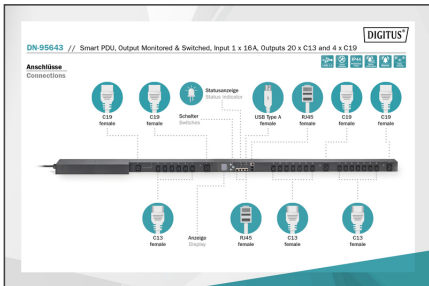 DIGITUS®
DN-95643 // Smart PDU, Output Monitored & Switched, Input 1 x 16A, Outputs 20 x C13 and 4 x C19
Anschlüsse
Connections
Statusanzeige
Status indicator
C19
female
C19
female
Schalter
Switches
USB Type A
female
RJ45
female
C19
female
C19
female
C13
female
Anzeige
Display
RJ45
female
C13
female
C13
female